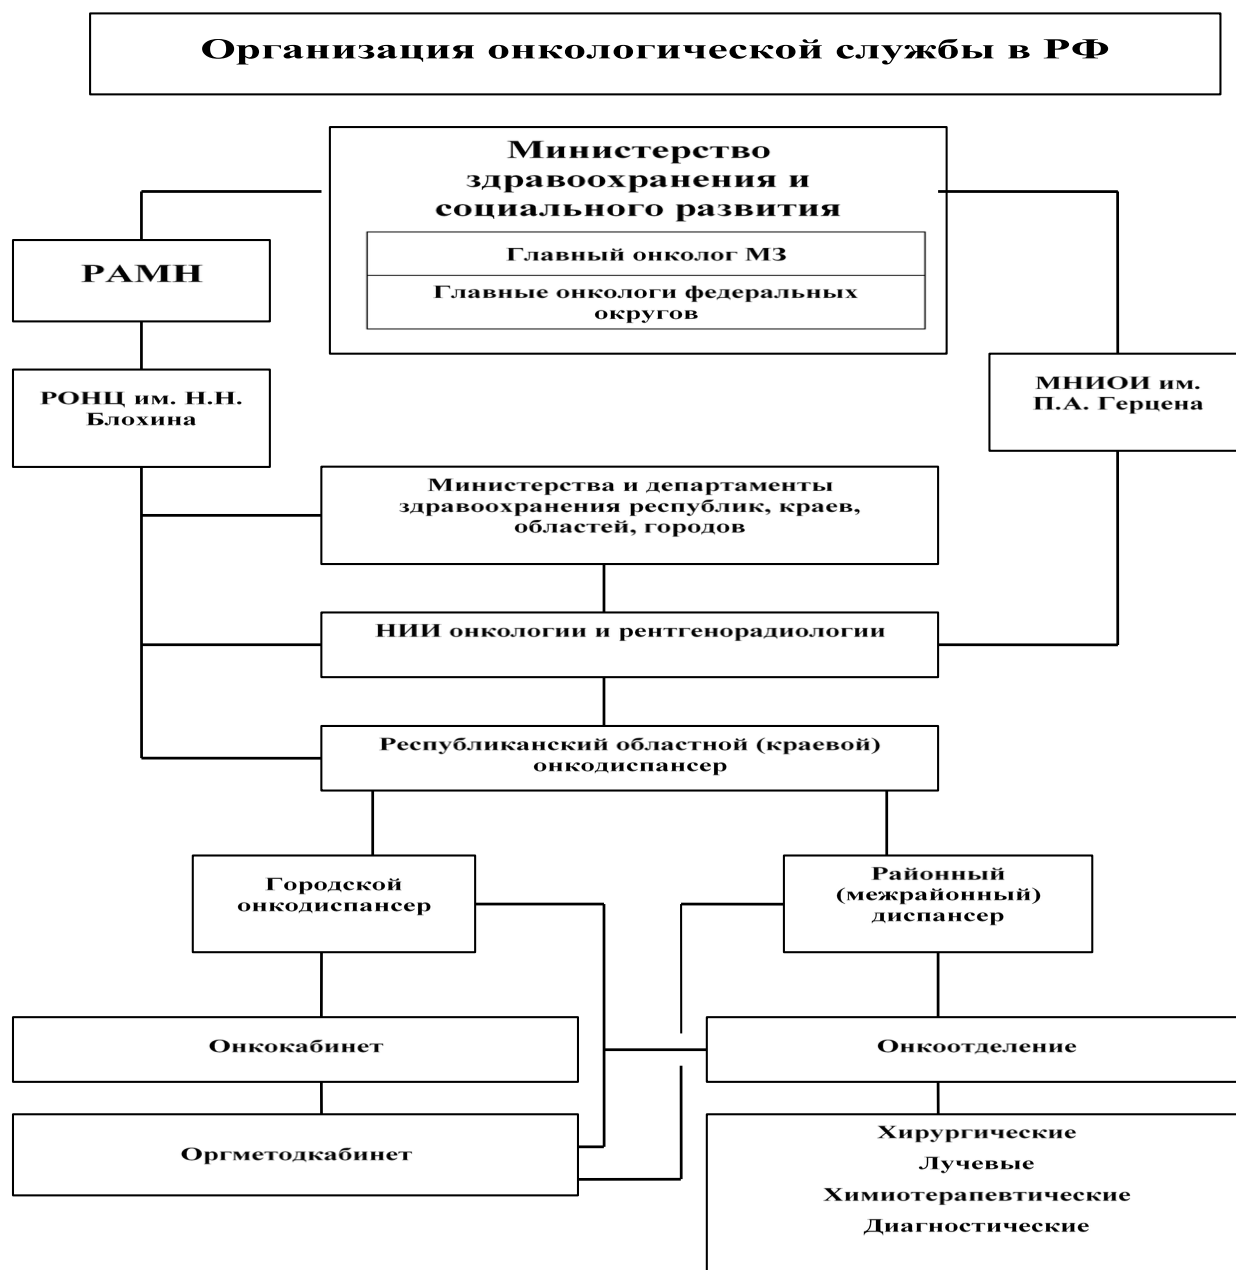 Организация онкологической службы в РФ
Министерство
здравоохранения и
социального развития
Главный онколог МЗ
Главные онкологи федеральных
округов
РАМН
РОНЦ им. Н.Н.
Блохина
МНИОИ им.
П.А. Герцена
Министерства и департаменты
здравоохранения республик, краев,
областей, городов
НИИ онкологии и рентгенорадиологии
Республиканский областной (краевой)
онкодиспансер
Городской
онкодиспансер
Районный
(межрайонный)
диспансер
Онкокабинет
Онкоотделение
Оргметодкабинет
Хирургические
Лучевые
Химиотерапевтические
Диагностические